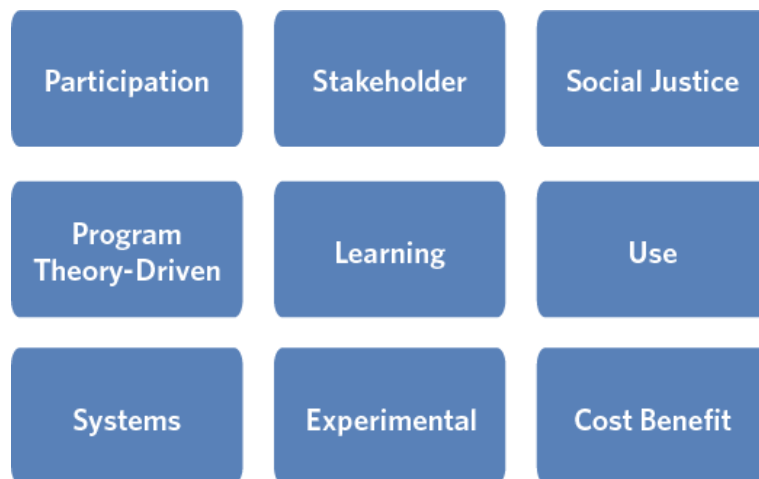 Participation
Stakeholder
Social Justice
Program
Theory-Driven
Learning
Use
Systems
Experimental
Cost Benefit